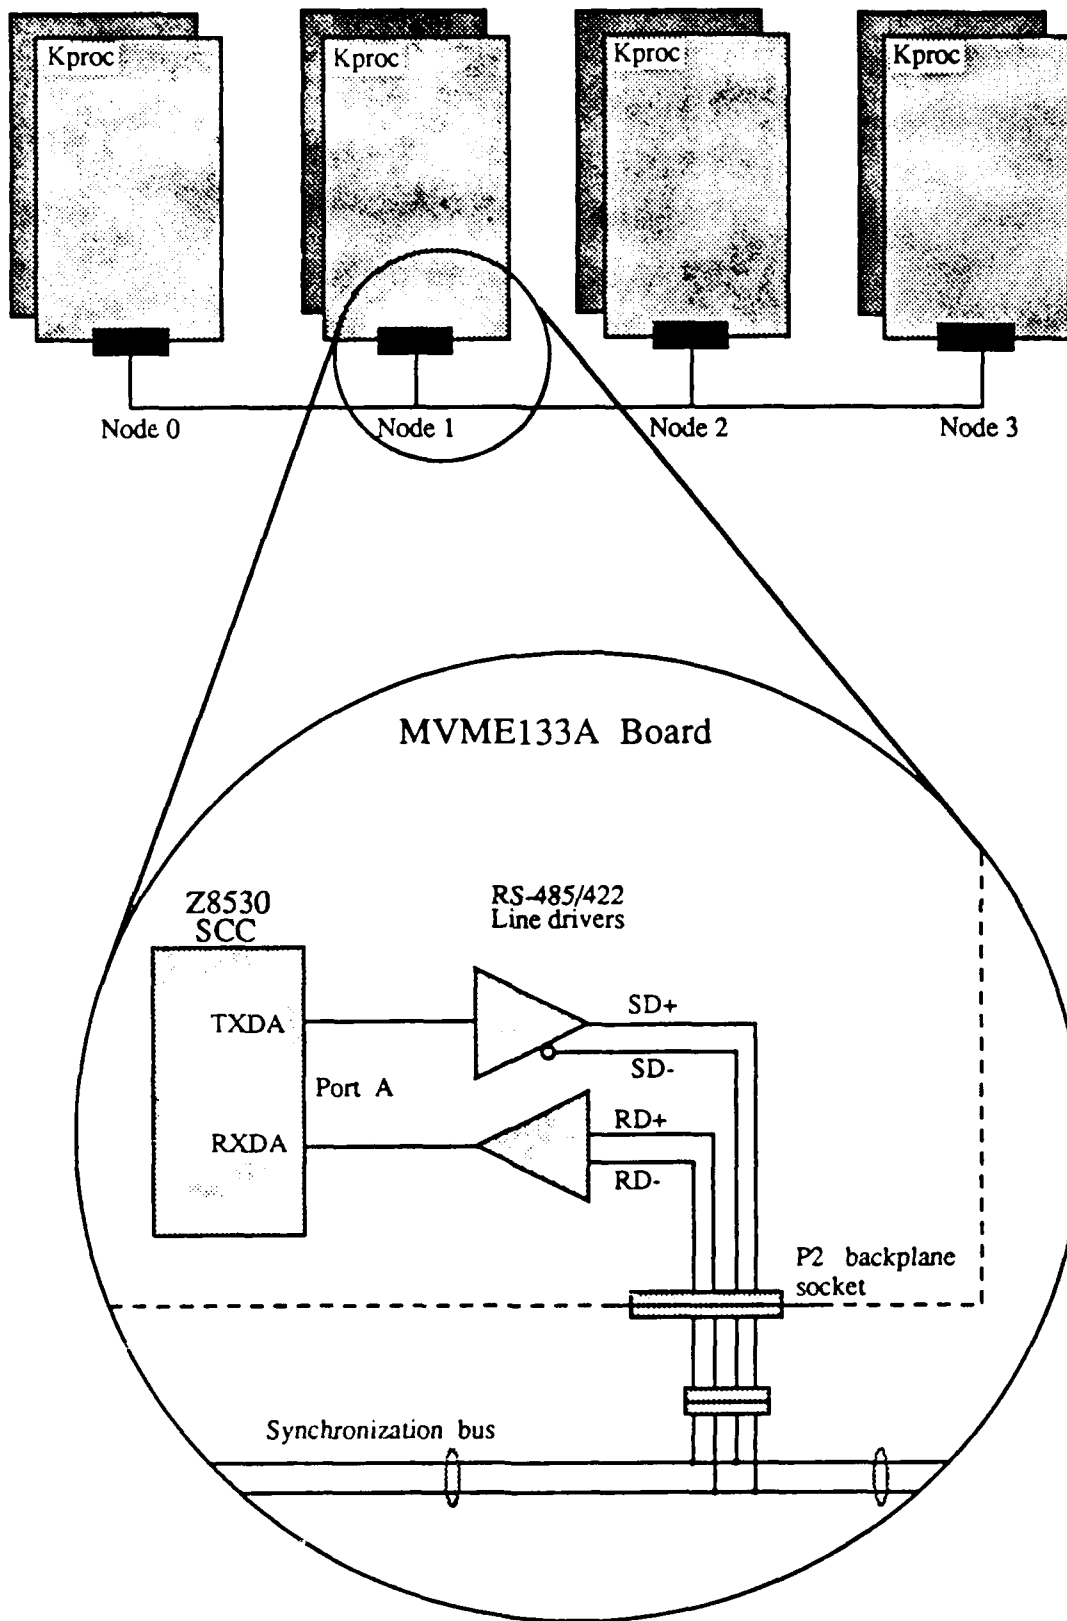 Kproc
Kproc
Kproc
Kproc
Node 0
Node 1
Node 2
Node 3
MVME133A Board
Z8530
SCC
RS-485/422
Line drivers
TXDA
SD+
SD-
Port A
RXDA
RD+
RD-
P2 backplane
socket
Synchronization bus